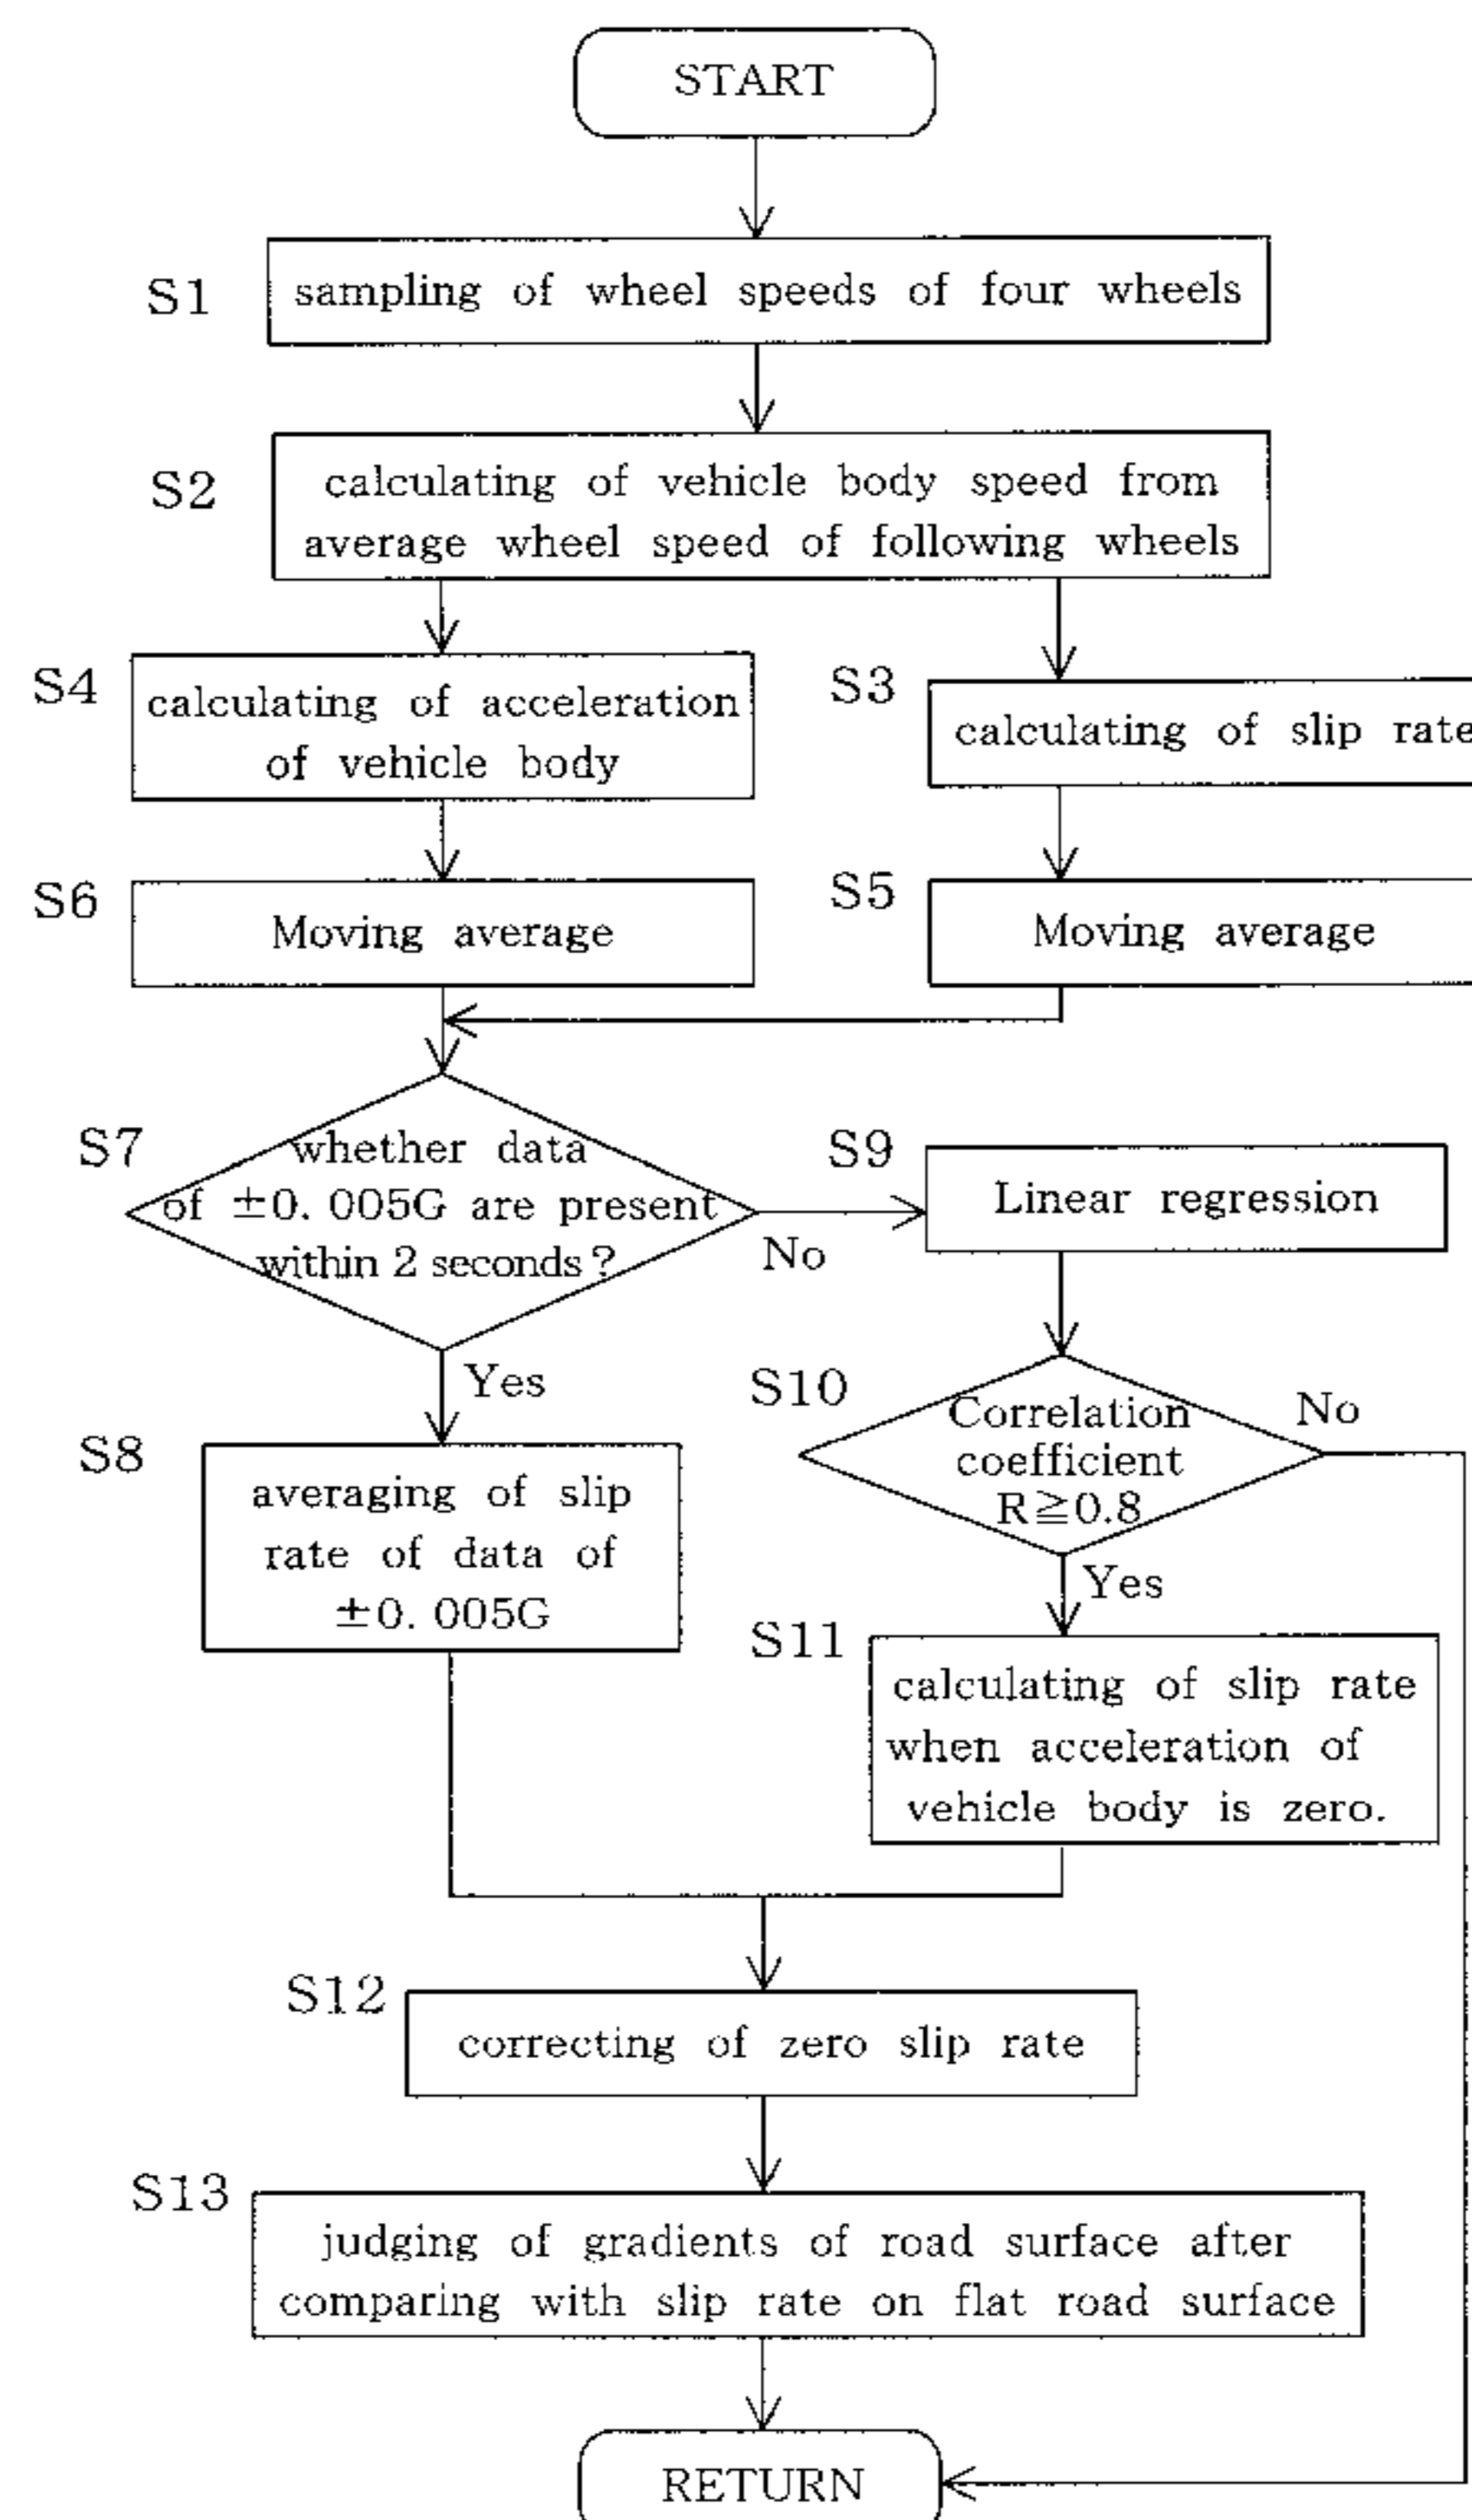 START
S1
sampling of wheel speeds of four wheels
S2
calculating of vehicle body speed from
average wheel speed of following wheels
S4
calculating of acceleration
of vehicle body
S3
calculating of slip rate
S6
Moving average
S5
Moving average
S7
whether data
of ±0. 005G are present
within 2 seconds?
No
Yes
S9
Linear regression
S10
Correlation
coefficient
R≧0.8
No
Yes
S8
averaging of slip
rate of data of
±0. 005G
S11
calculating of slip rate
when acceleration of
vehicle body is zero.
S12
correcting of zero slip rate
S13
judging of gradients of road surface after
comparing with slip rate on flat road surface
RETURN